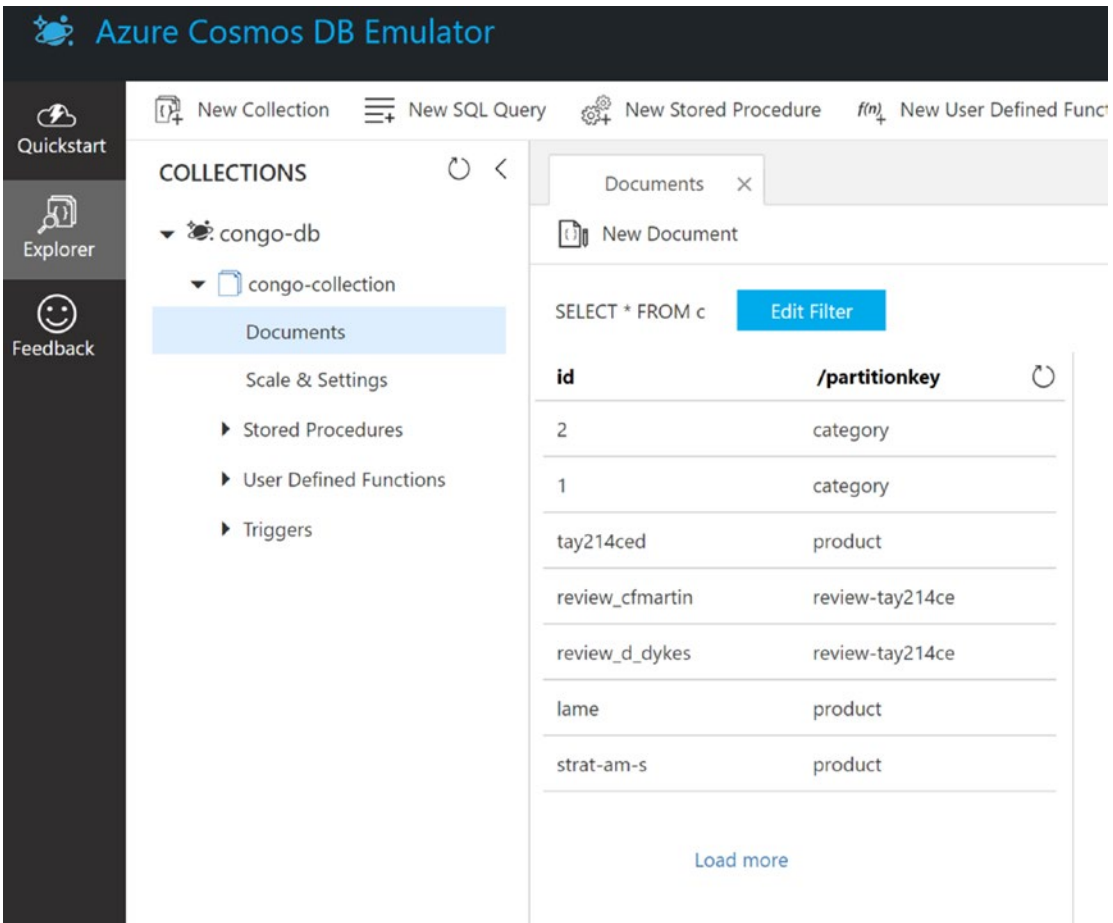 Azure Cosmos DB Emulator
New Collection New SQL Query New Stored Procedure f(n) New User Defined Funct
Quickstart
Explorer
Feedback
COLLECTIONS
congo-db
congo-collection
Documents
Scale & Settings
Stored Procedures
User Defined Functions
Triggers
Documents
New Document
SELECT * FROM c Edit Filter
id /partitionkey
2 category
1 category
tay214ced product
review_cfmartin review-tay214ce
review_d_dykes review-tay214ce
lame product
strat-am-s product
Load more